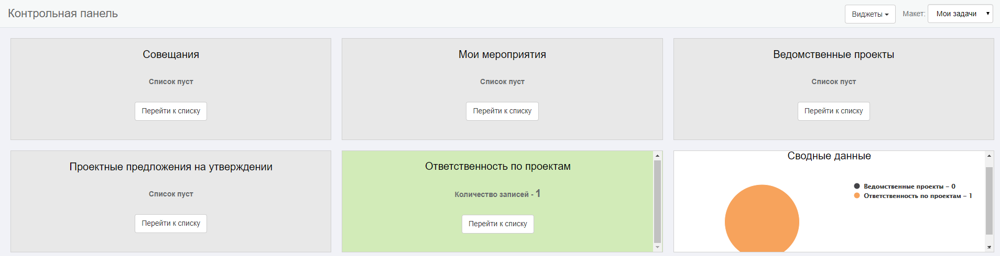 Контрольная панель
Виджеты
Макет: Мои задачи
Совещания
Список пуст
Перейти к списку
Мои мероприятия
Список пуст
Перейти к списку
Ведомственные проекты
Список пуст
Перейти к списку
Проектные предложения на утверждении
Список пуст
Перейти к списку
Ответственность по проектам
Количество записей - 1
Перейти к списку
Сводные данные
Ведомственные проекты – 0
Ответственность по проектам – 1